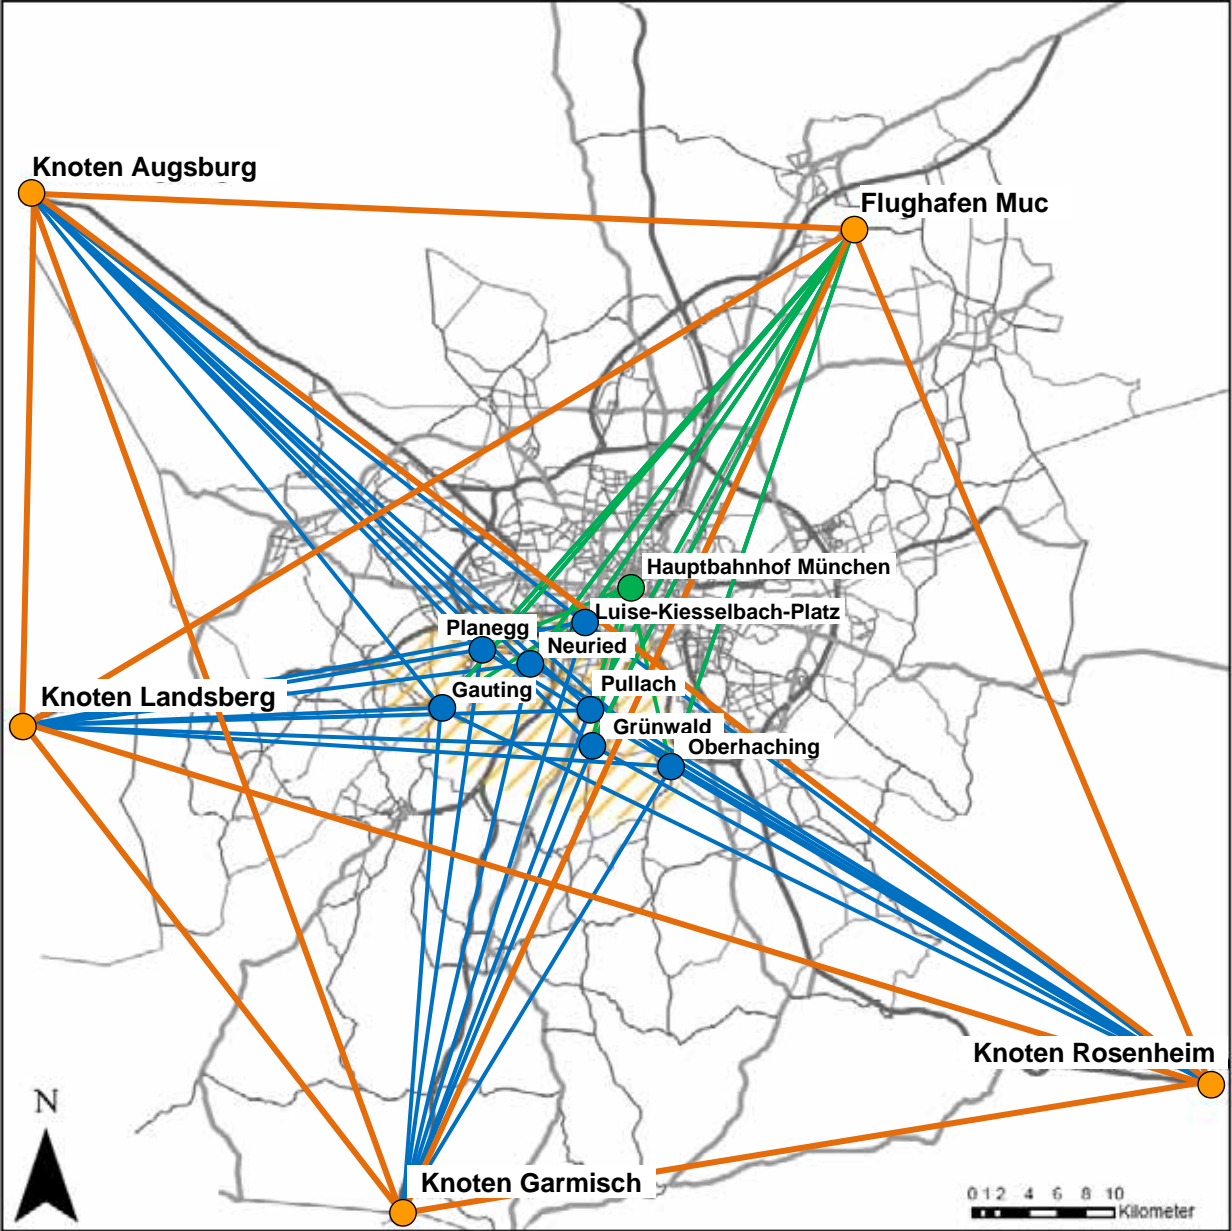 Knoten Augsburg
Flughafen Muc
Hauptbahnhof München
Luise-Kiesselbach-Platz
Planegg
Neuried
Gauting
Pullach
Knoten Landsberg
Grünwald
Oberhaching
Knoten Rosenheim
N
Knoten Garmisch
0 1 2 4 6 8 10
Kilometer